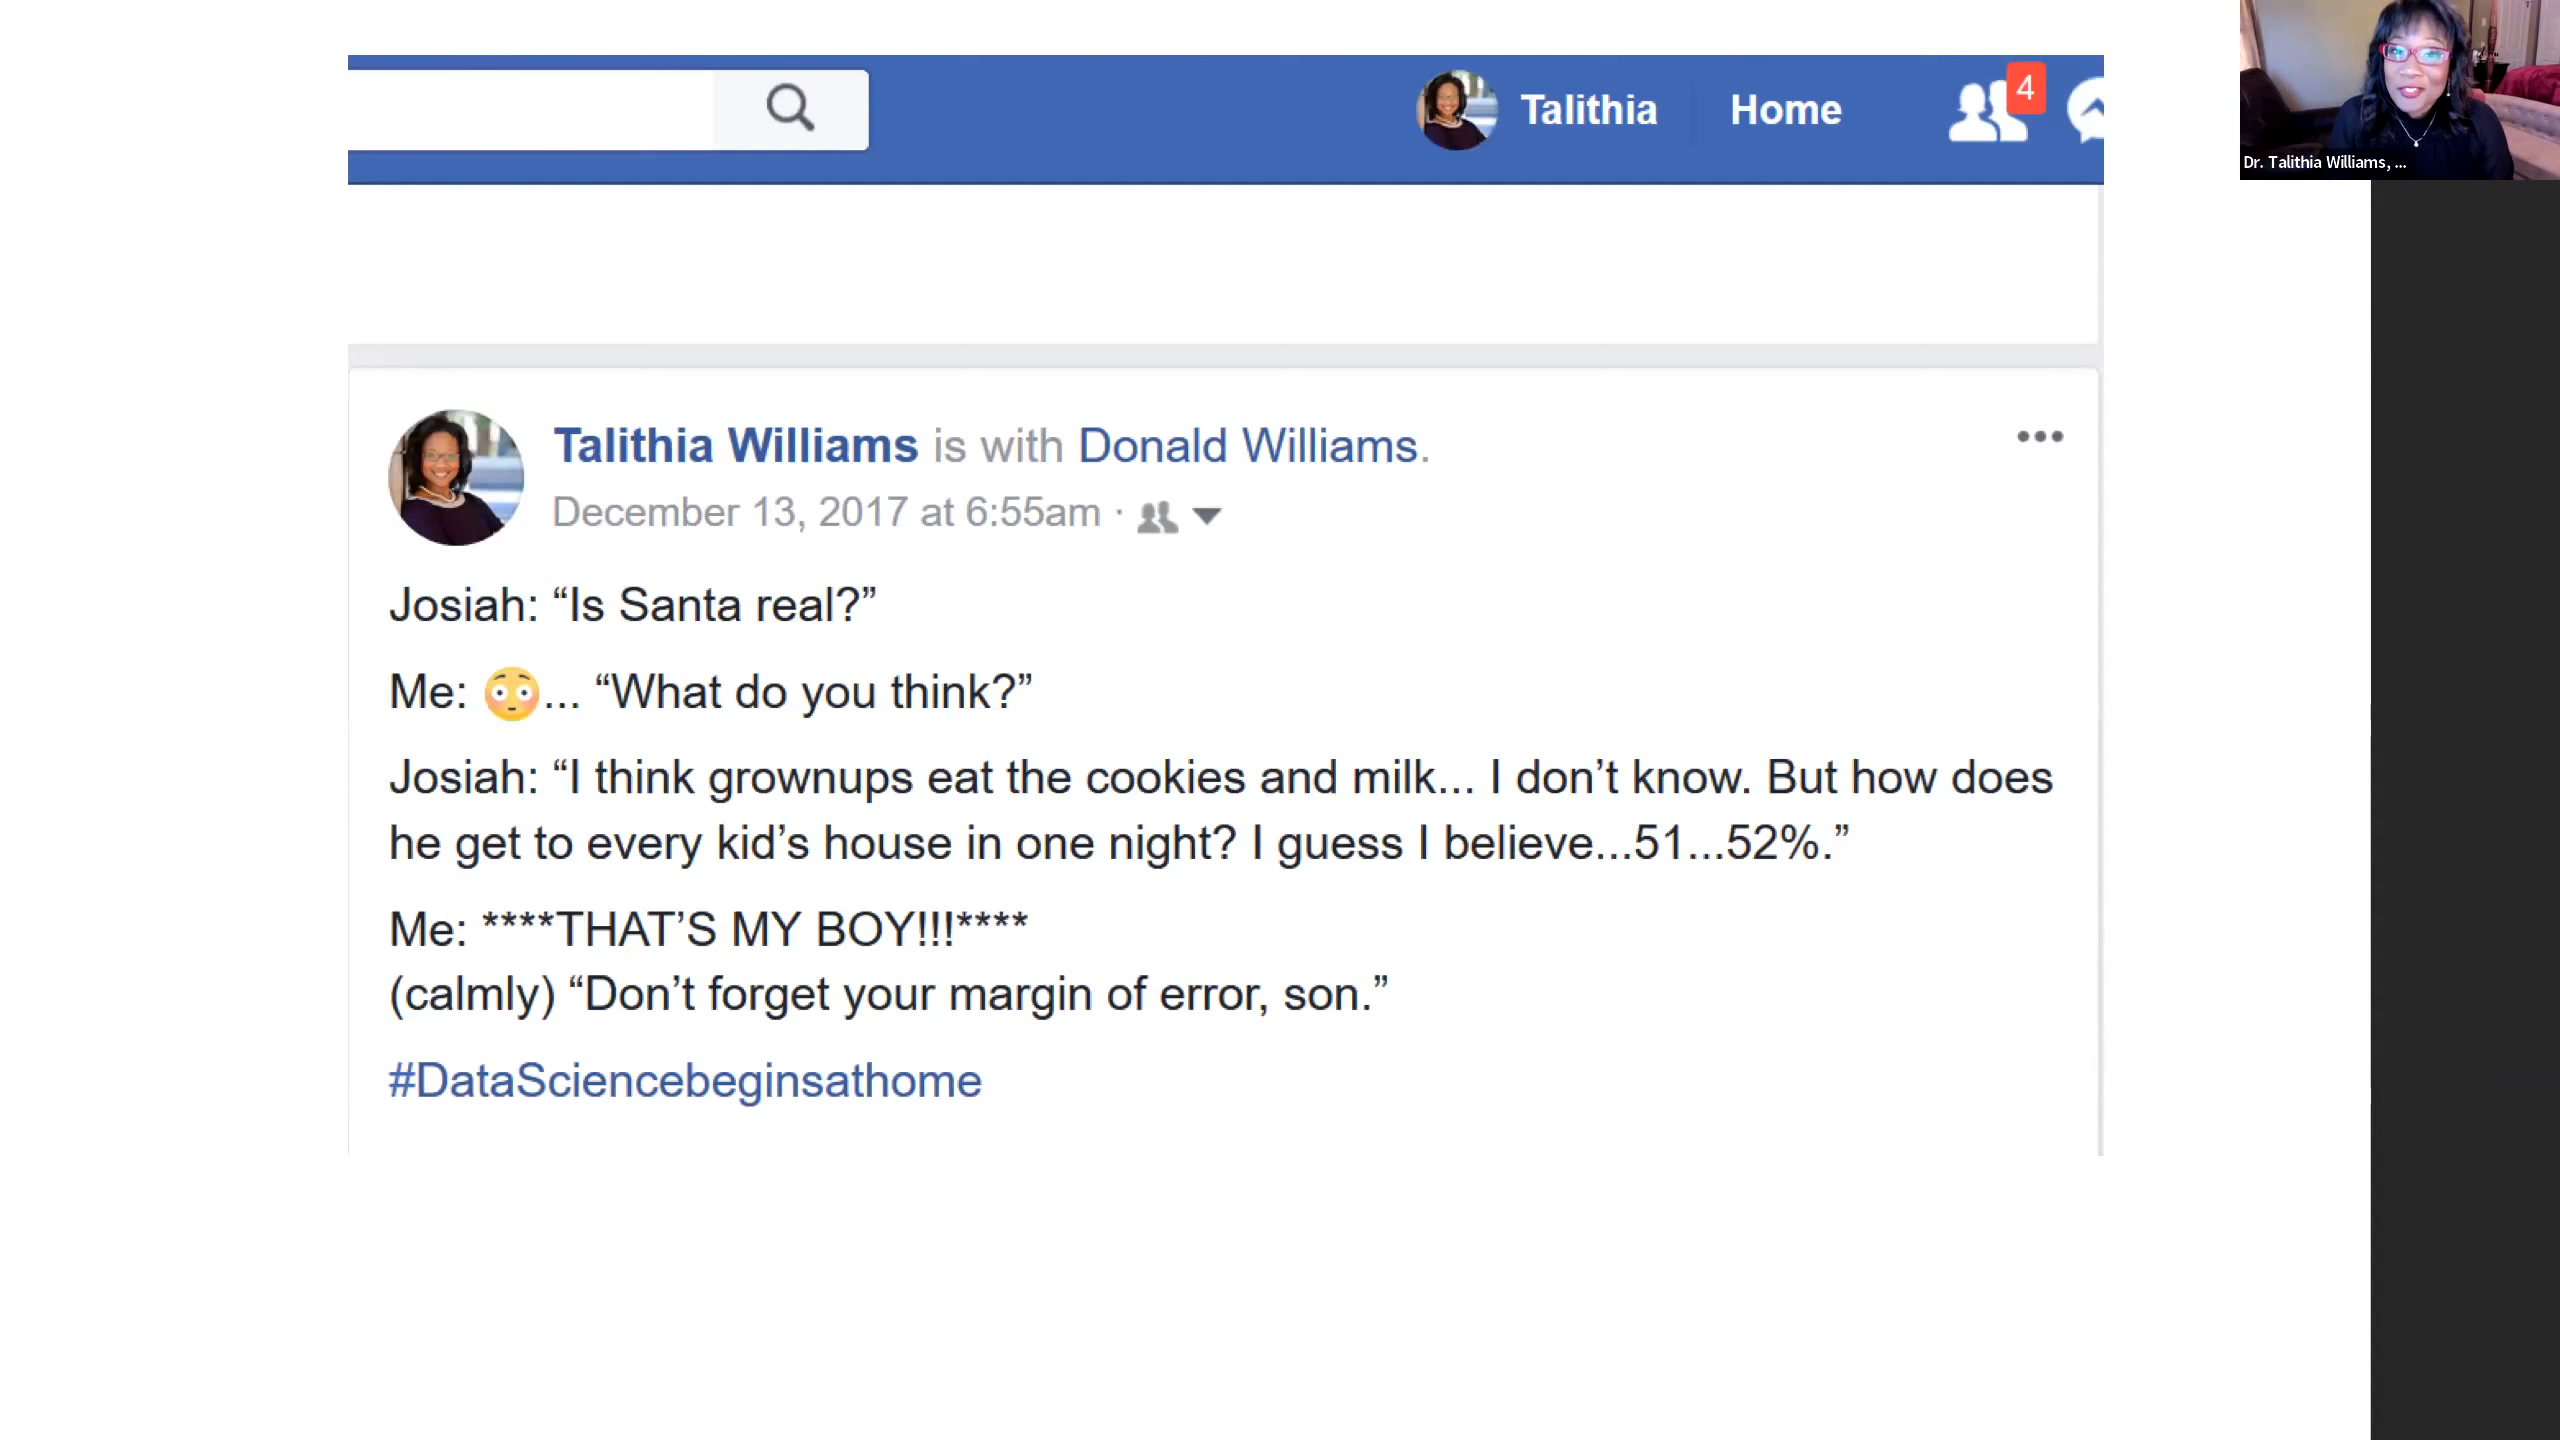 Talithia Home 4
Dr. Talithia Williams, ...
Talithia Williams is with Donald Williams.
December 13, 2017 at 6:55am ·
Josiah: “Is Santa real?”
Me: 😳... “What do you think?”
Josiah: “I think grownups eat the cookies and milk... I don’t know. But how does
he get to every kid’s house in one night? I guess I believe...51...52%.”
Me: ****THAT’S MY BOY!!!****
(calmly) “Don’t forget your margin of error, son.”
#DataSciencebeginsathome